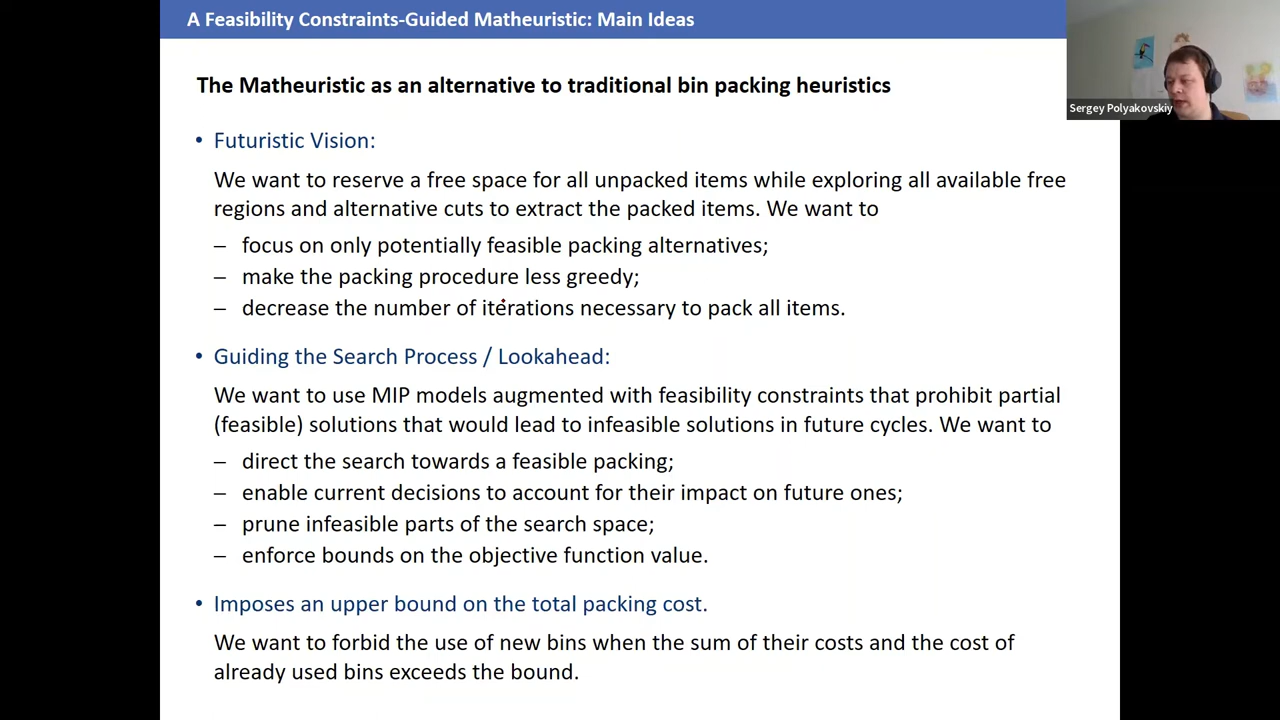 A Feasibility Constraints-Guided Matheuristic: Main Ideas
Sergey Polyakovskiy
The Matheuristic as an alternative to traditional bin packing heuristics
• Futuristic Vision:
We want to reserve a free space for all unpacked items while exploring all available free
regions and alternative cuts to extract the packed items. We want to
– focus on only potentially feasible packing alternatives;
– make the packing procedure less greedy;
– decrease the number of iterations necessary to pack all items.
• Guiding the Search Process / Lookahead:
We want to use MIP models augmented with feasibility constraints that prohibit partial
(feasible) solutions that would lead to infeasible solutions in future cycles. We want to
– direct the search towards a feasible packing;
– enable current decisions to account for their impact on future ones;
– prune infeasible parts of the search space;
– enforce bounds on the objective function value.
• Imposes an upper bound on the total packing cost.
We want to forbid the use of new bins when the sum of their costs and the cost of
already used bins exceeds the bound.